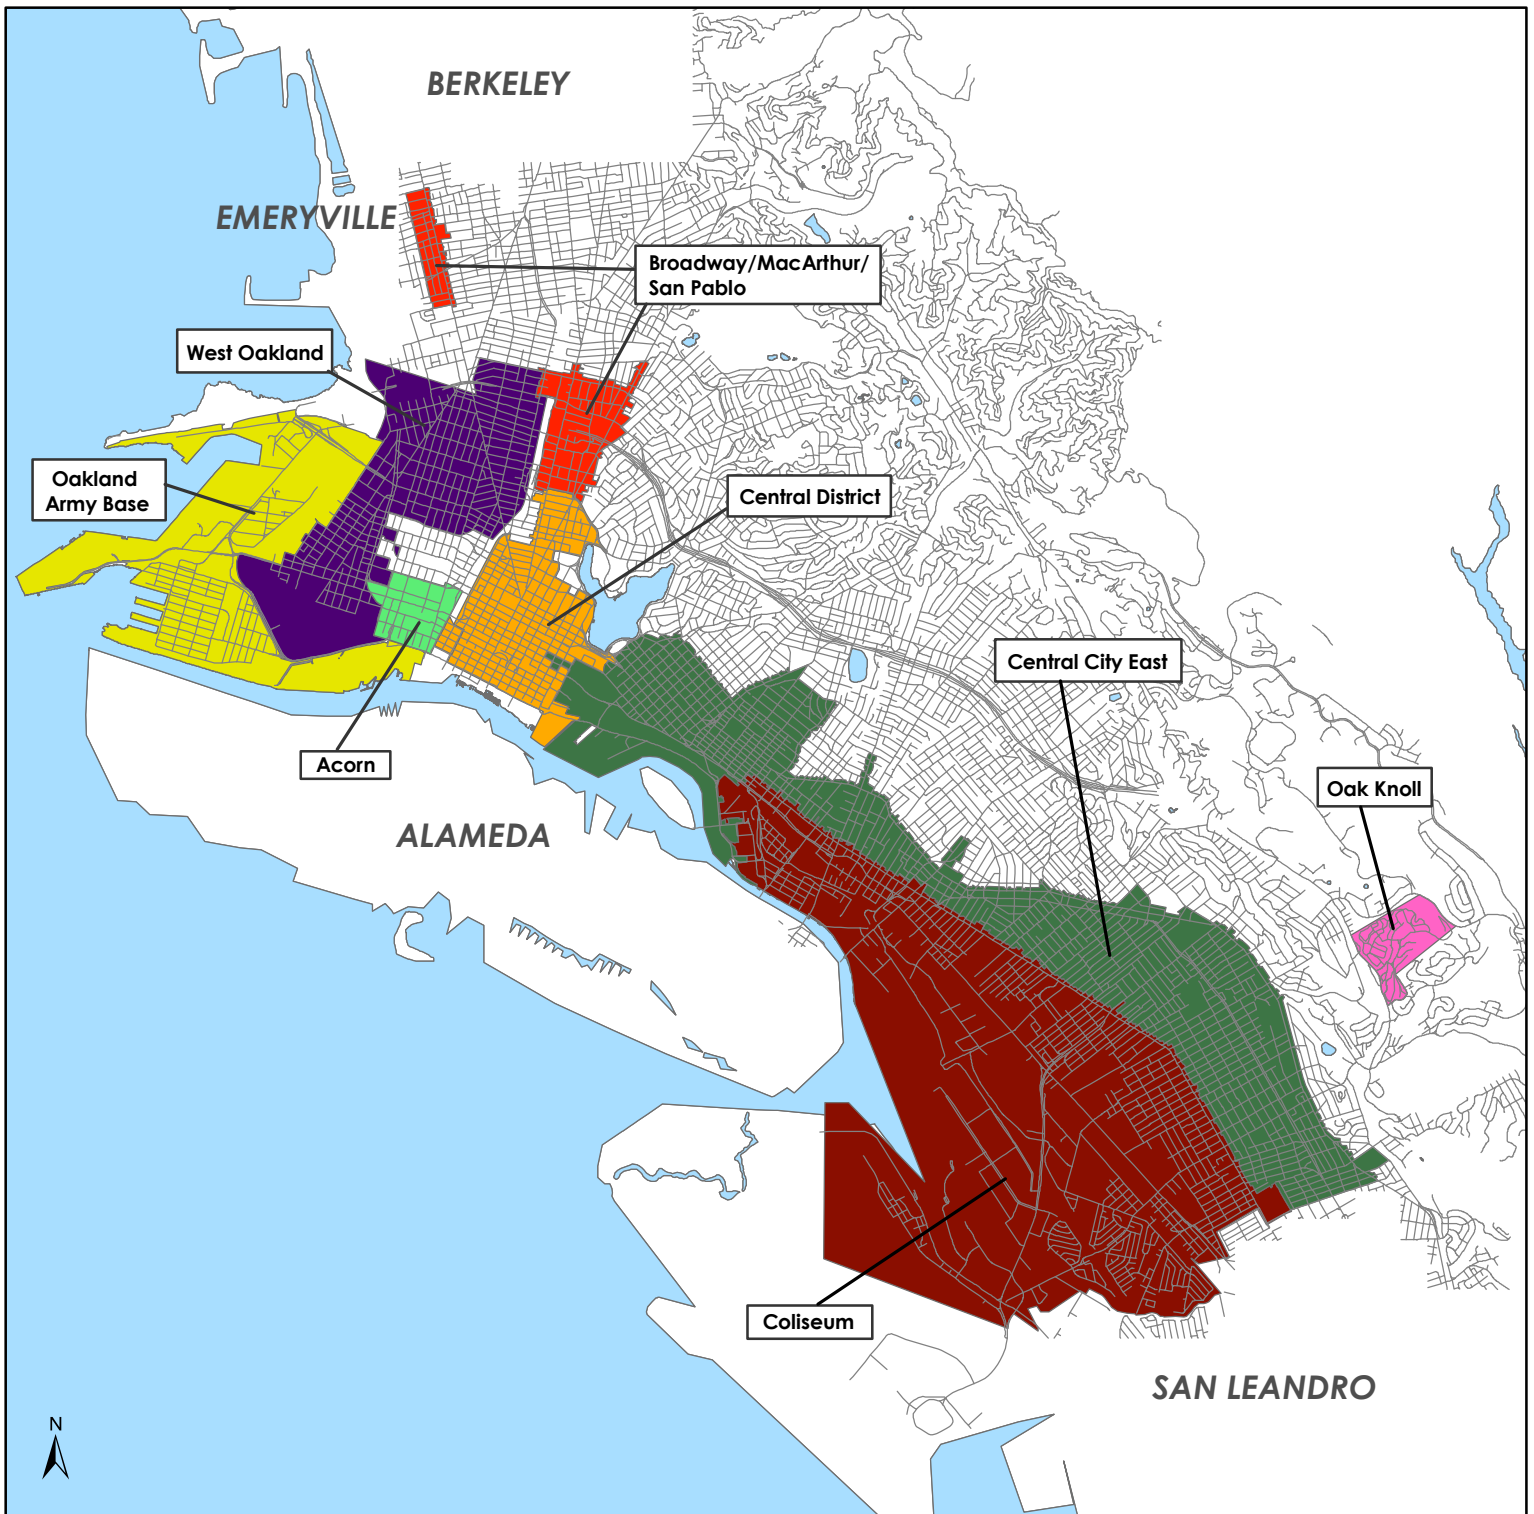 BERKELEY
EMERYVILLE
Broadway/MacArthur/
San Pablo
West Oakland
Oakland
Army Base
Central District
Central City East
Acorn
Oak Knoll
ALAMEDA
Coliseum
SAN LEANDRO
N